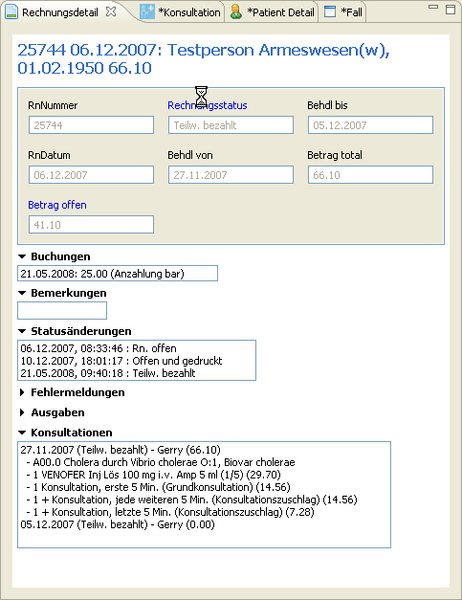 Rechnungsdetail *Konsultation *Patient Detail *Fall
25744 06.12.2007: Testperson Armeswesen(w),
01.02.1950 66.10
RnNummer Rechnungsstatus Behdl bis
25744 Teilw. bezahlt 05.12.2007
RnDatum Behdl von Betrag total
06.12.2007 27.11.2007 66.10
Betrag offen
41.10
Buchungen
21.05.2008: 25.00 (Anzahlung bar)
Bemerkungen
Statusänderungen
06.12.2007, 08:33:46 : Rn. offen
10.12.2007, 18:01:17 : Offen und gedruckt
21.05.2008, 09:40:18 : Teilw. bezahlt
Fehlermeldungen
Ausgaben
Konsultationen
27.11.2007 (Teilw. bezahlt) - Gerry (66.10)
- A00.0 Cholera durch Vibrio cholerae O:1, Biovar cholerae
- 1 VENOFER Inj Lös 100 mg i.v. Amp 5 ml (1/5) (29.70)
- 1 Konsultation, erste 5 Min. (Grundkonsultation) (14.56)
- 1 + Konsultation, jede weiteren 5 Min. (Konsultationszuschlag) (14.56)
- 1 + Konsultation, letzte 5 Min. (Konsultationszuschlag) (7.28)
05.12.2007 (Teilw. bezahlt) - Gerry (0.00)